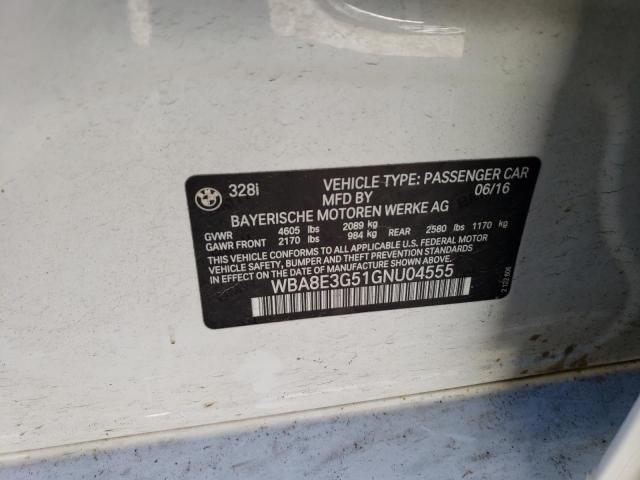 328i VEHICLE TYPE: PASSENGER CAR
MFD BY 06/16
BAYERISCHE MOTOREN WERKE AG
GVWR 4605 lbs 2089 kg
GAWR FRONT 2170 lbs 984 kg REAR 2580 lbs 1170 kg
THIS VEHICLE CONFORMS TO ALL APPLICABLE U.S. FEDERAL MOTOR
VEHICLE SAFETY, BUMPER, AND THEFT PREVENTION STANDARDS
IN EFFECT ON THE DATE OF MANUFACTURE SHOWN ABOVE.
WBA8E3G51GNU04555